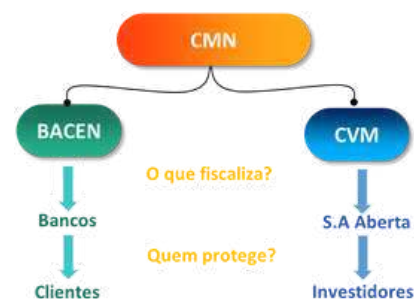 CMN
BACEN
CVM
O que fiscaliza?
Bancos
S.A Aberta
Quem protege?
Clientes
Investidores